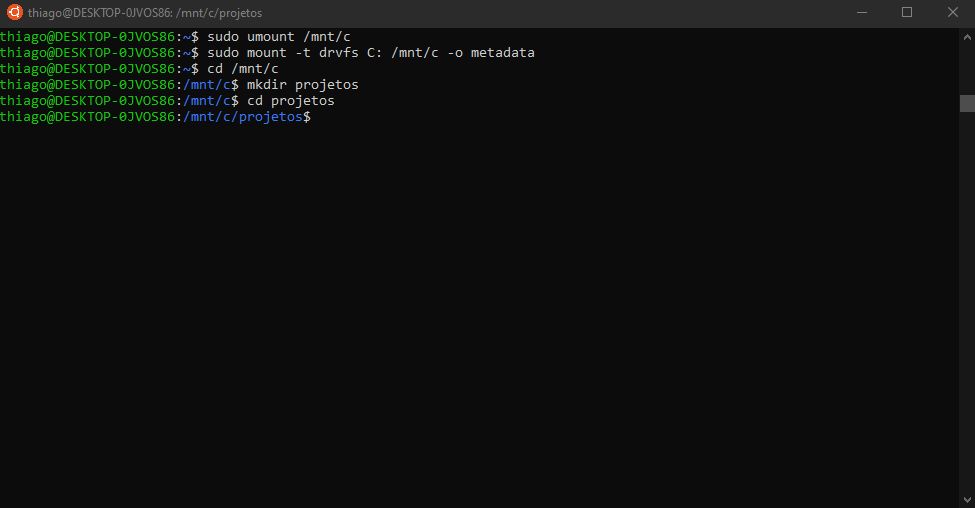 thiago@DESKTOP-0JVOS86: /mnt/c/projetos
thiago@DESKTOP-0JVOS86:~$ sudo umount /mnt/c
thiago@DESKTOP-0JVOS86:~$ sudo mount -t drvfs C: /mnt/c -o metadata
thiago@DESKTOP-0JVOS86:~$ cd /mnt/c
thiago@DESKTOP-0JVOS86:/mnt/c$ mkdir projetos
thiago@DESKTOP-0JVOS86:/mnt/c$ cd projetos
thiago@DESKTOP-0JVOS86:/mnt/c/projetos$